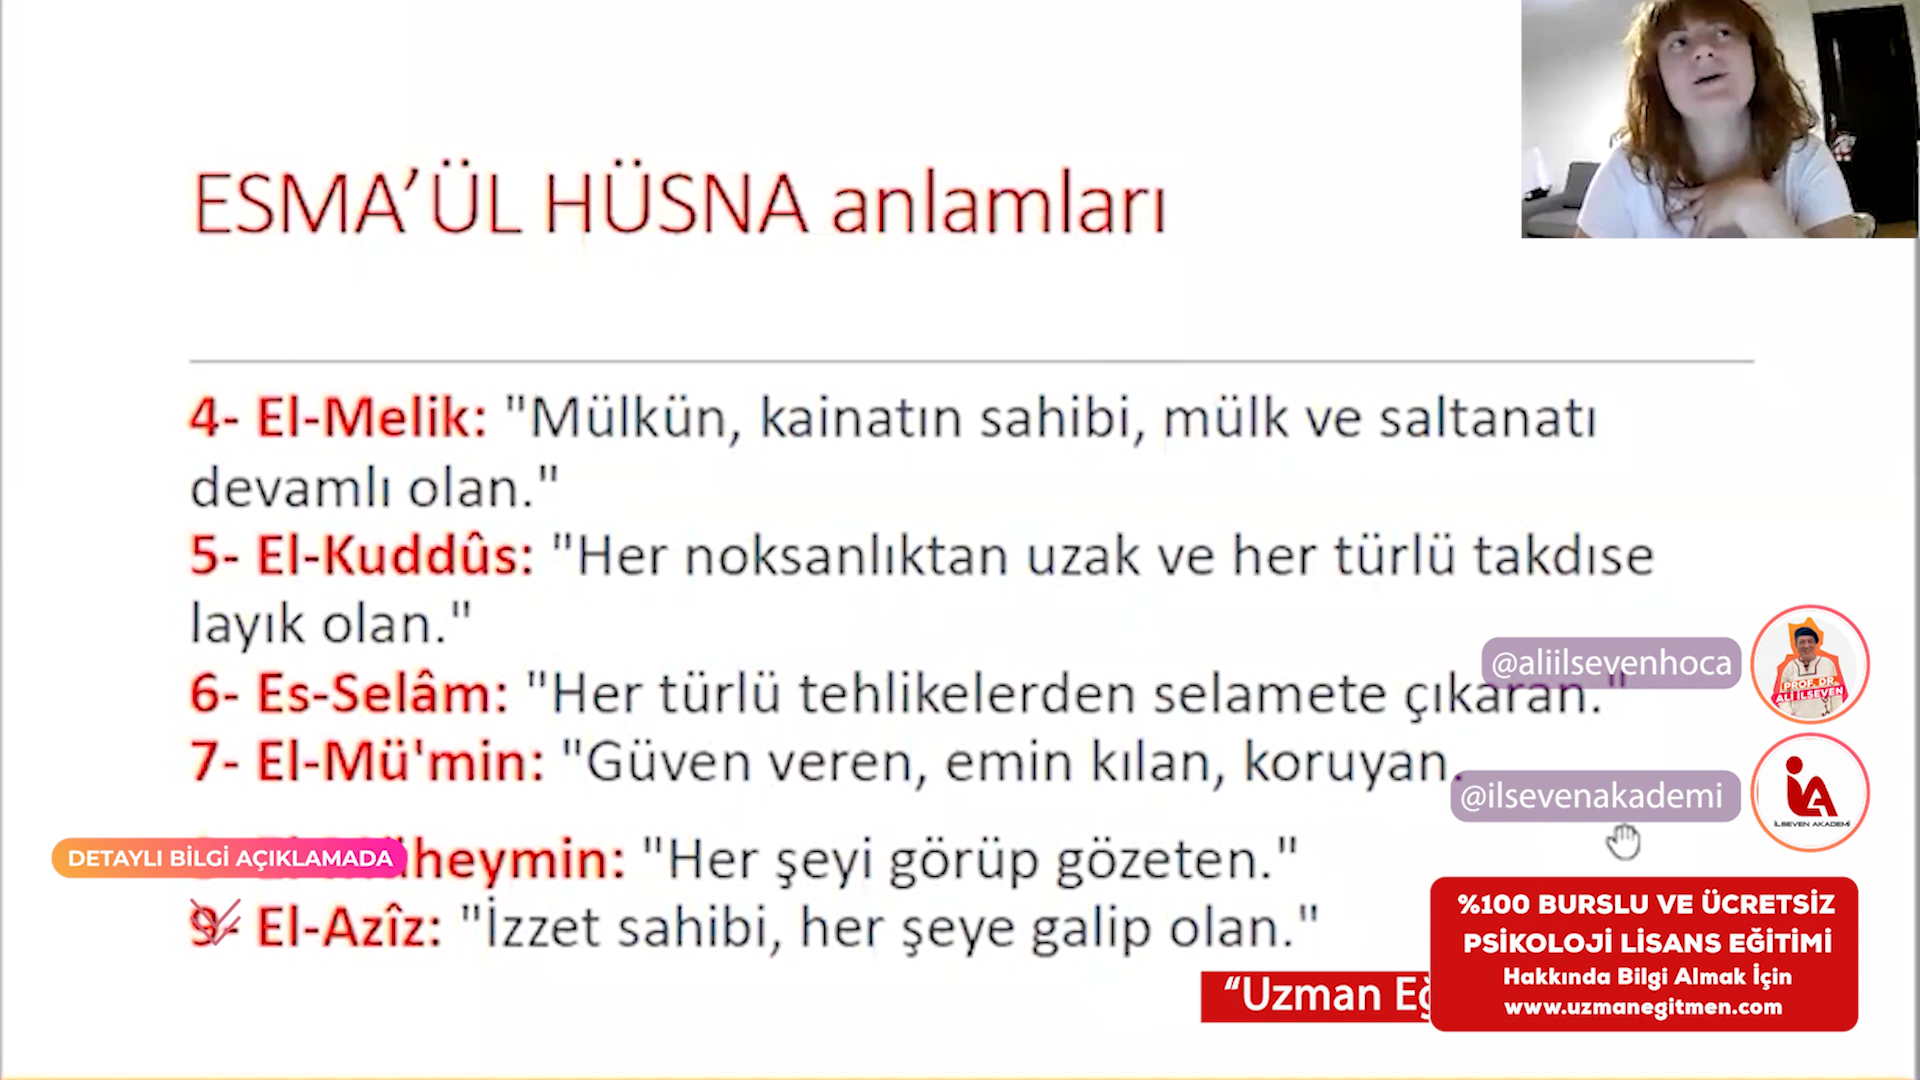 ESMA’ÜL HÜSNA anlamları
4- El-Melik: "Mülkün, kainatın sahibi, mülk ve saltanatı
devamlı olan."
5- El-Kuddûs: "Her noksanlıktan uzak ve her türlü takdıse
layık olan."
6- Es-Selâm: "Her türlü tehlikelerden selamete çıkaran."
7- El-Mü'min: "Güven veren, emin kılan, koruyan.
heymin: "Her şeyi görüp gözeten."
9- El-Azîz: "İzzet sahibi, her şeye galip olan."
DETAYLI BİLGİ AÇIKLAMADA
@aliilsevenhoca
PROF. DR.
ALİ İLSEVEN
@ilsevenakademi
İLSEVEN AKADEMİ
“Uzman Eğ
%100 BURSLU VE ÜCRETSİZ
PSİKOLOJİ LİSANS EĞİTİMİ
Hakkında Bilgi Almak İçin
www.uzmanegitmen.com